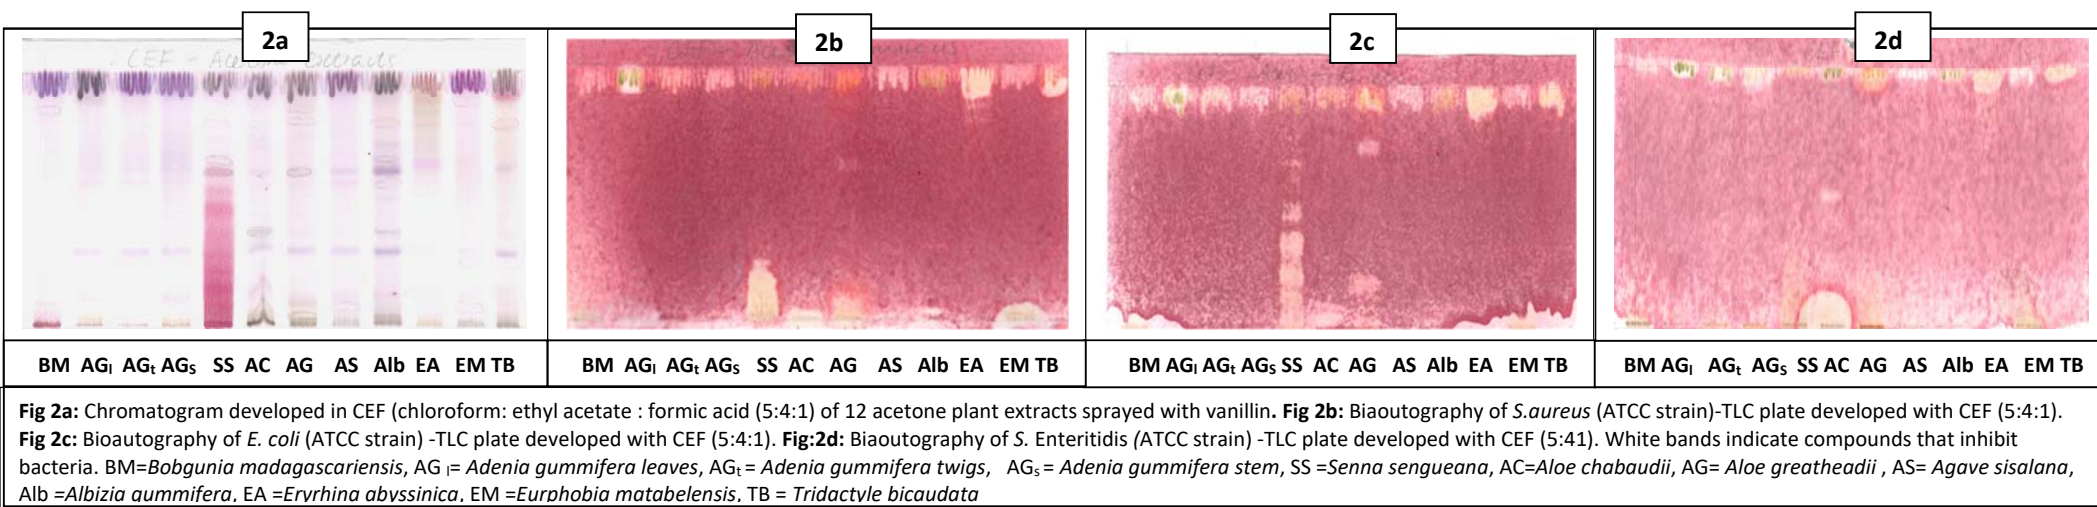 2a
2b
2c
2d
CEF - Acetone Extracts
BM AGl AGt AGS SS AC AG AS Alb EA EM TB
BM AGl AGt AGS SS AC AG AS Alb EA EM TB
BM AGl AGt AGS SS AC AG AS Alb EA EM TB
BM AGl AGt AGS SS AC AG AS Alb EA EM TB
Fig 2a: Chromatogram developed in CEF (chloroform: ethyl acetate : formic acid (5:4:1) of 12 acetone plant extracts sprayed with vanillin. Fig 2b: Biaoutography of S.aureus (ATCC strain)-TLC plate developed with CEF (5:4:1).
Fig 2c: Bioautography of E. coli (ATCC strain) -TLC plate developed with CEF (5:4:1). Fig:2d: Biaoutography of S. Enteritidis (ATCC strain) -TLC plate developed with CEF (5:41). White bands indicate compounds that inhibit
bacteria. BM=Bobgunia madagascariensis, AG l= Adenia gummifera leaves, AGt = Adenia gummifera twigs, AGs = Adenia gummifera stem, SS =Senna sengueana, AC=Aloe chabaudii, AG= Aloe greatheadii , AS= Agave sisalana,
Alb =Albizia gummifera, EA =Eryrhina abyssinica, EM =Eurphobia matabelensis, TB = Tridactyle bicaudata